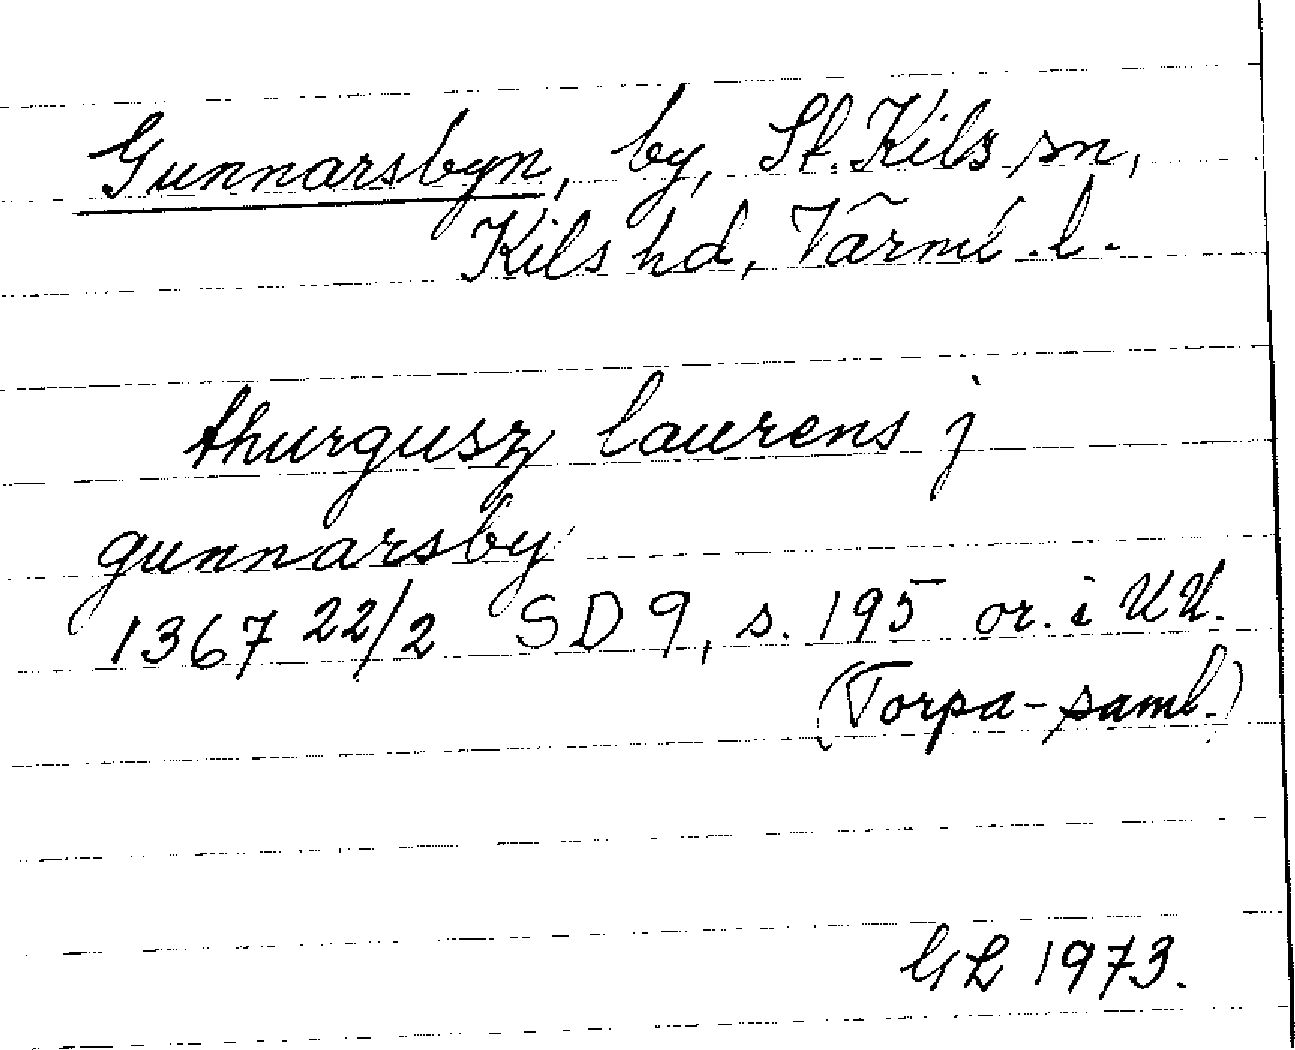 Gunnarsbyn, by, St. Kils sn,
Kils hd, Värml. l.
thurgusz laurens j
gunnarsby
1367 22/2 SD 9, s. 195 or. i UU.
(Torpa-saml.)
GL 1973.